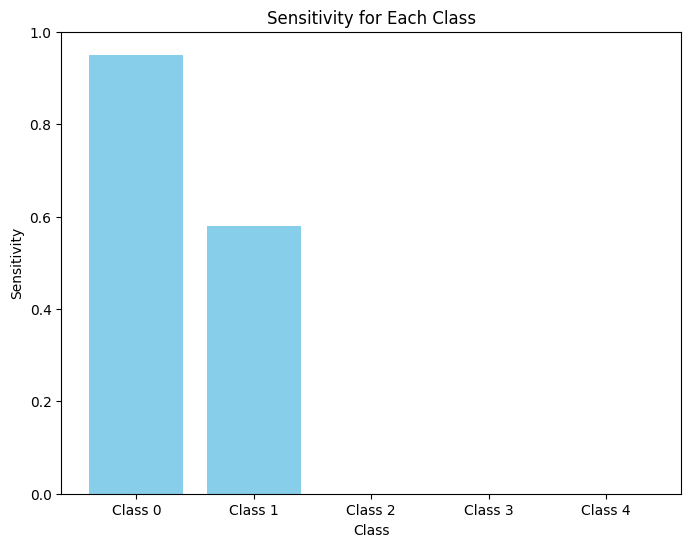 Sensitivity for Each Class
1.0
0.8
0.6
0.4
0.2
0.0
Sensitivity
Class 0
Class 1
Class 2
Class 3
Class 4
Class